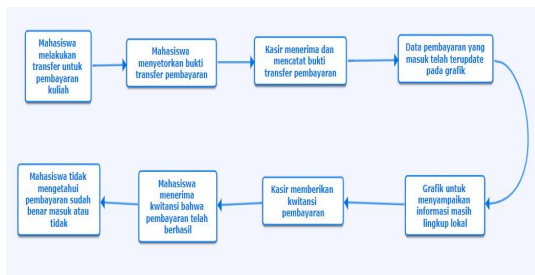 Mahasiswa
melakukan
transfer untuk
pembayaran
kuliah
Mahasiswa
menyetorkan bukti
transfer pembayaran
Kasir menerima dan
mencatat bukti
transfer pembayaran
Data pembayaran yang
masuk telah terupdate
pada grafik
Grafik untuk
menyampaikan
informasi masih
lingkup lokal
Kasir memberikan
kwitansi
pembayaran
Mahasiswa
menerima
kwitansi bahwa
pembayaran telah
berhasil
Mahasiswa tidak
mengetahui
pembayaran sudah
benar masuk atau
tidak